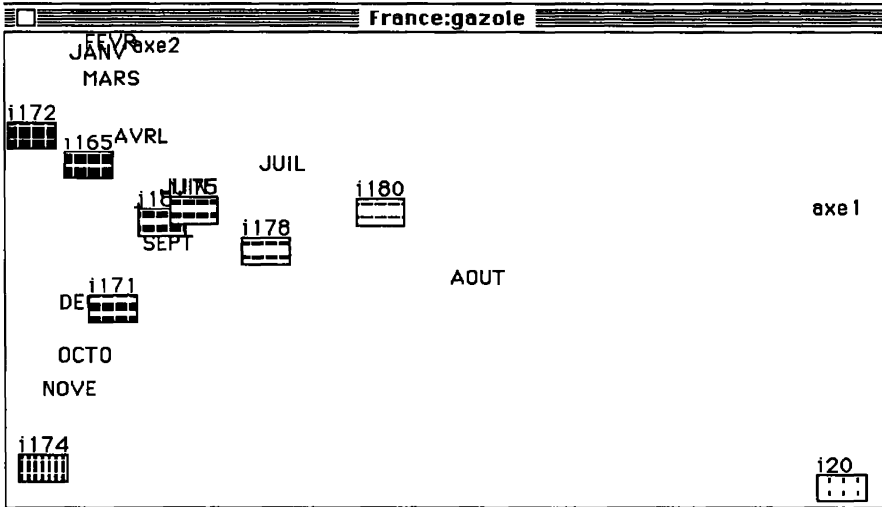 France:gazole
FEVR
JANV axe2
MARS
i172
i165 AVRL
JUIL
i180
axe1
i178
SEPT
AOUT
i171
OCTO
NOVE
i174
i20